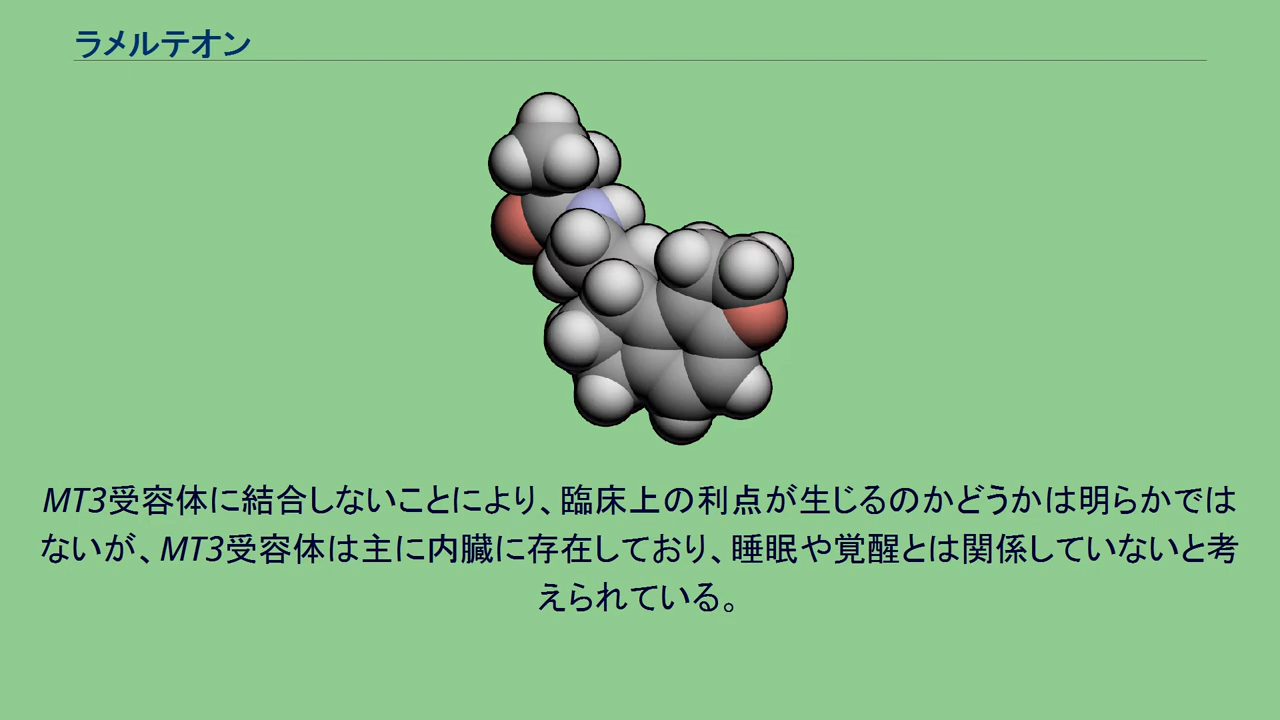 ラメルテオン
MT3受容体に結合しないことにより、臨床上の利点が生じるのかどうかは明らかでは
ないが、MT3受容体は主に内臓に存在しており、睡眠や覚醒とは関係していないと考
えられている。